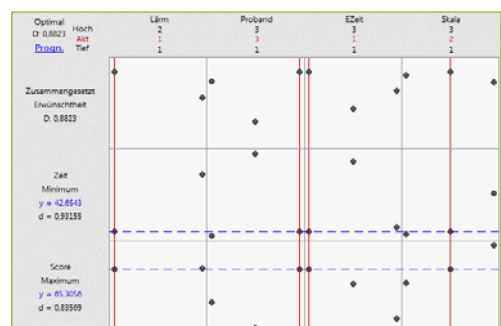 Optimal
D: 0,8823
Progn.
Hoch
Akt
Tief
Lärm
2
1
1
Proband
3
3
1
EZeit
3
1
1
Skala
3
2
1
Zusammengesetzt
Erwünschtheit
D: 0,8823
Zeit
Minimum
y = 42,6543
d = 0,93155
Score
Maximum
y = 65,3056
d = 0,83569